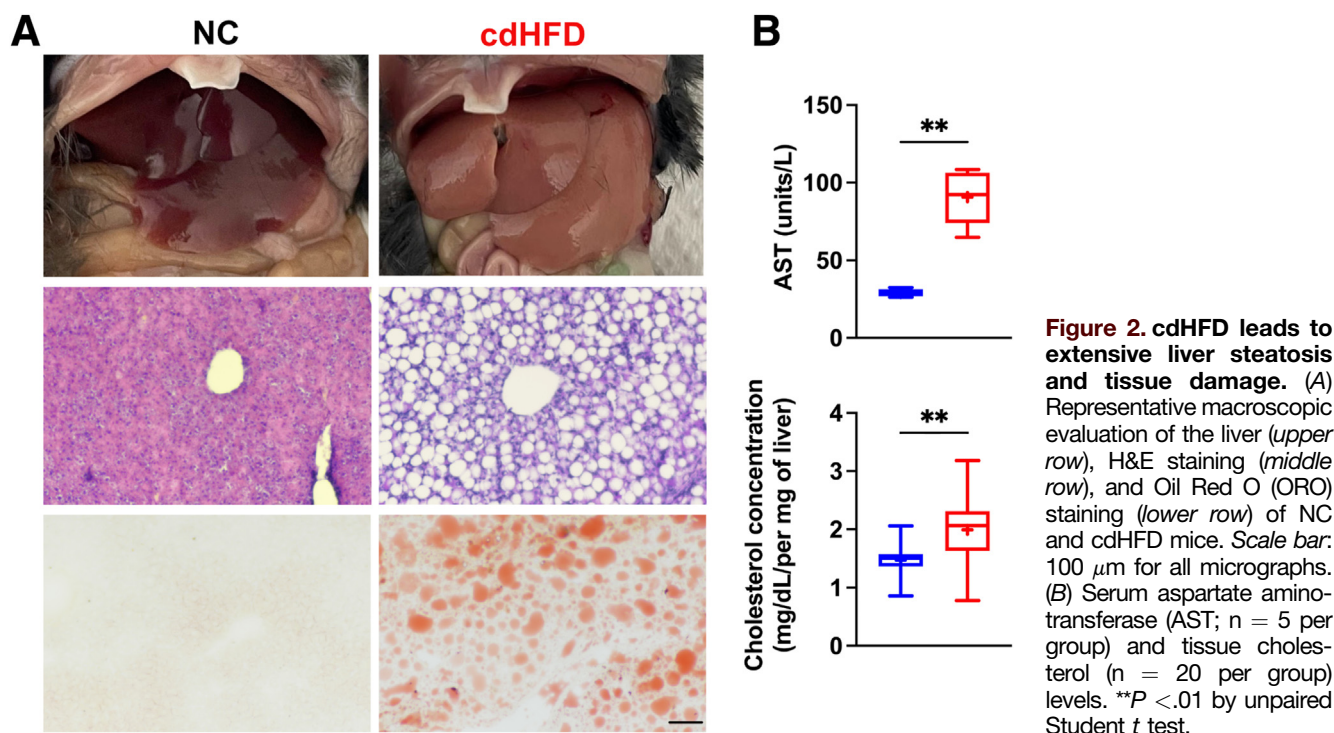 A
NC
cdHFD
B
150
100
50
0
AST (units/L)
**
4
3
2
1
0
Cholesterol concentration
(mg/dL/per mg of liver)
**
Figure 2. cdHFD leads to
extensive liver steatosis
and tissue damage. (A)
Representative macroscopic
evaluation of the liver (upper
row), H&E staining (middle
row), and Oil Red O (ORO)
staining (lower row) of NC
and cdHFD mice. Scale bar:
100 μm for all micrographs.
(B) Serum aspartate amino-
transferase (AST; n = 5 per
group) and tissue choles-
terol (n = 20 per group)
levels. **P <.01 by unpaired
Student t test.